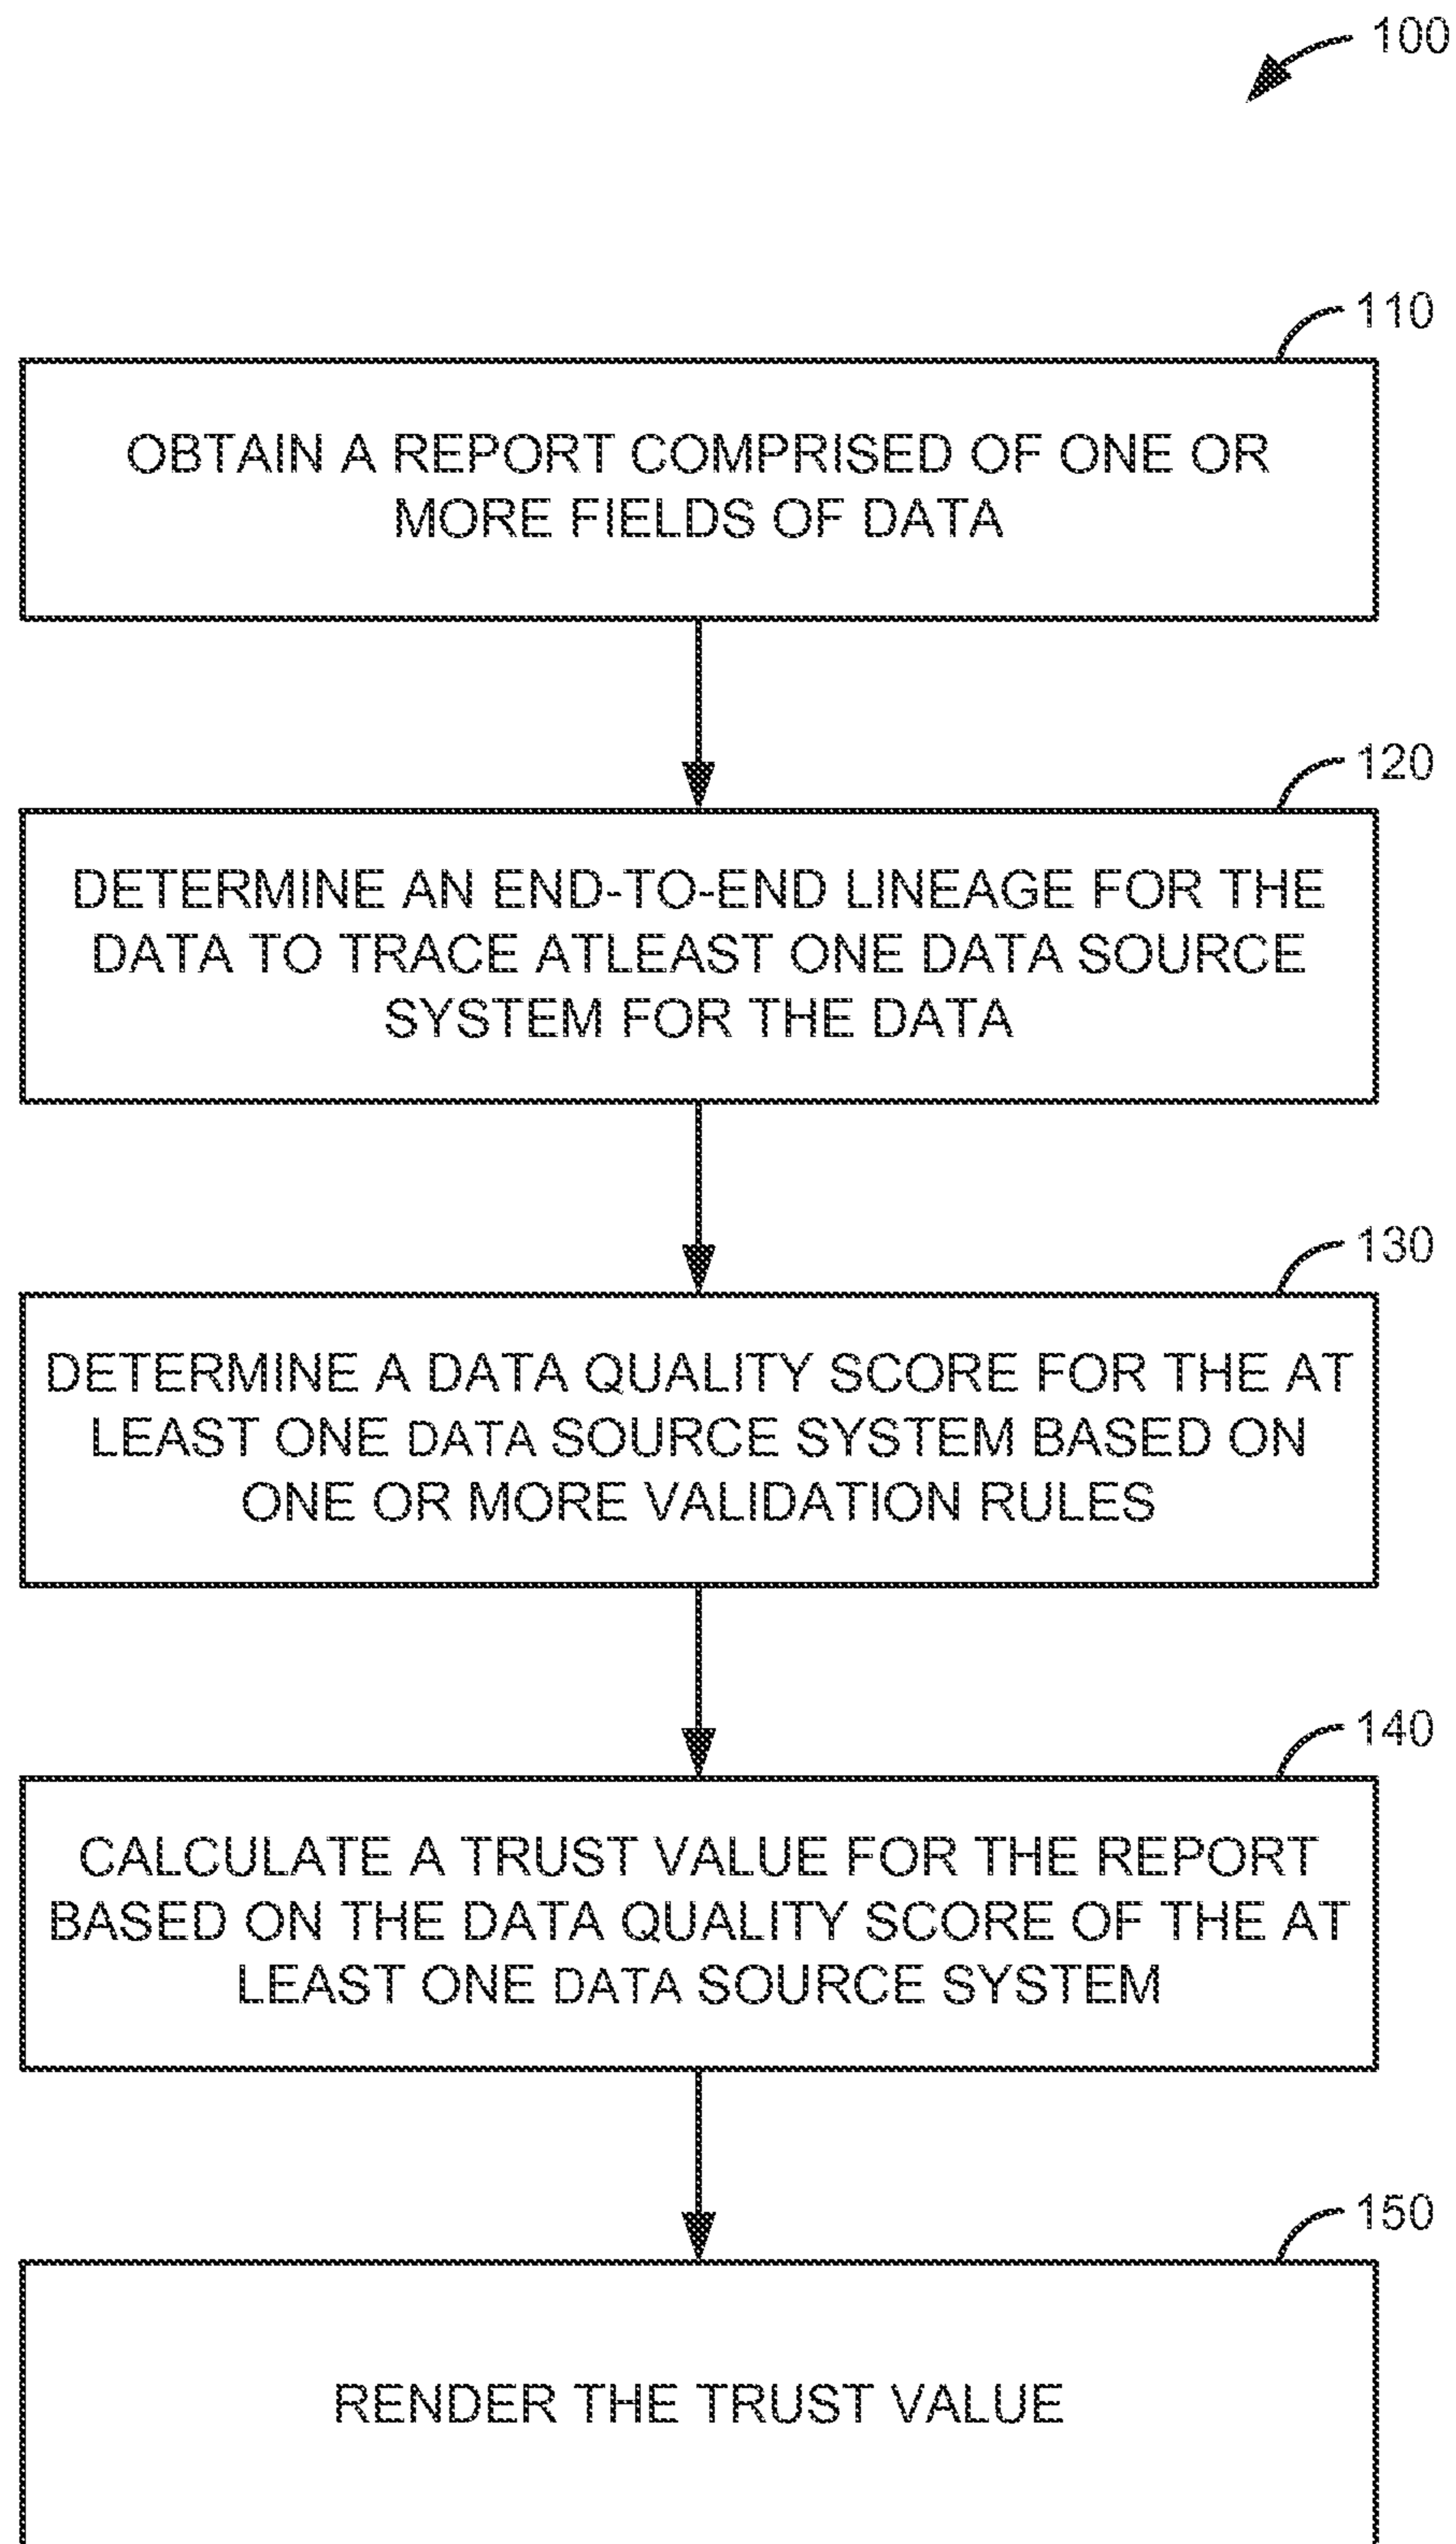 100
110
OBTAIN A REPORT COMPRISED OF ONE OR
MORE FIELDS OF DATA
120
DETERMINE AN END-TO-END LINEAGE FOR THE
DATA TO TRACE ATLEAST ONE DATA SOURCE
SYSTEM FOR THE DATA
130
DETERMINE A DATA QUALITY SCORE FOR THE AT
LEAST ONE DATA SOURCE SYSTEM BASED ON
ONE OR MORE VALIDATION RULES
140
CALCULATE A TRUST VALUE FOR THE REPORT
BASED ON THE DATA QUALITY SCORE OF THE AT
LEAST ONE DATA SOURCE SYSTEM
150
RENDER THE TRUST VALUE